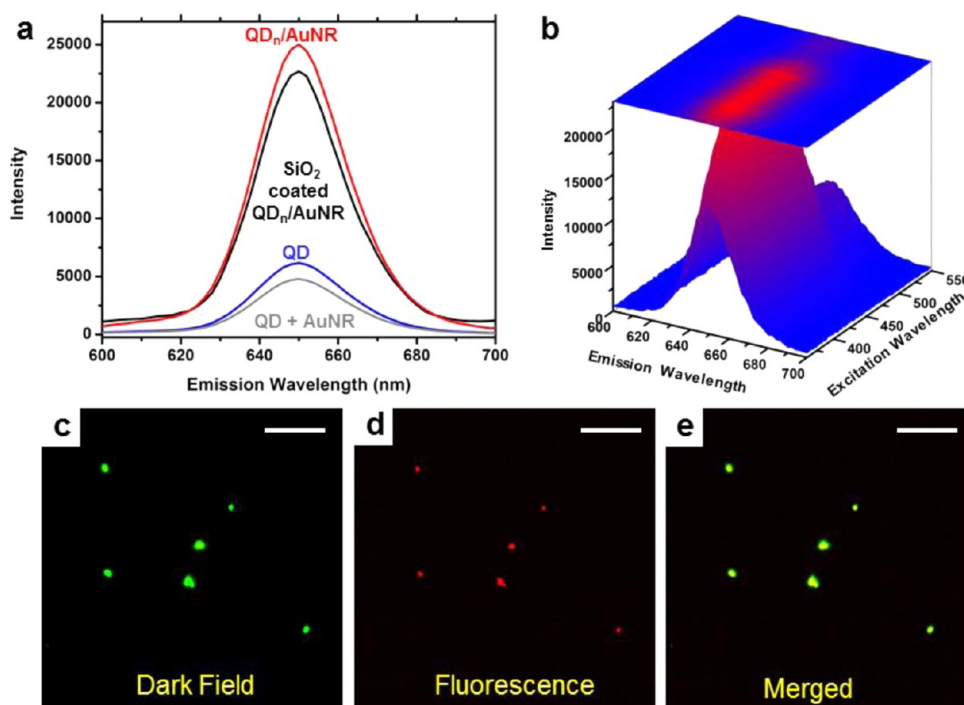 a
25000
20000
15000
10000
5000
0
Intensity
QDn/AuNR
SiO2
coated
QDn/AuNR
QD
QD + AuNR
600 620 640 660 680 700
Emission Wavelength (nm)
b
20000
15000
10000
5000
0
Intensity
600 620 640 660 680 700
Emission Wavelength
400 450 500 550
Excitation Wavelength
c
Dark Field
d
Fluorescence
e
Merged